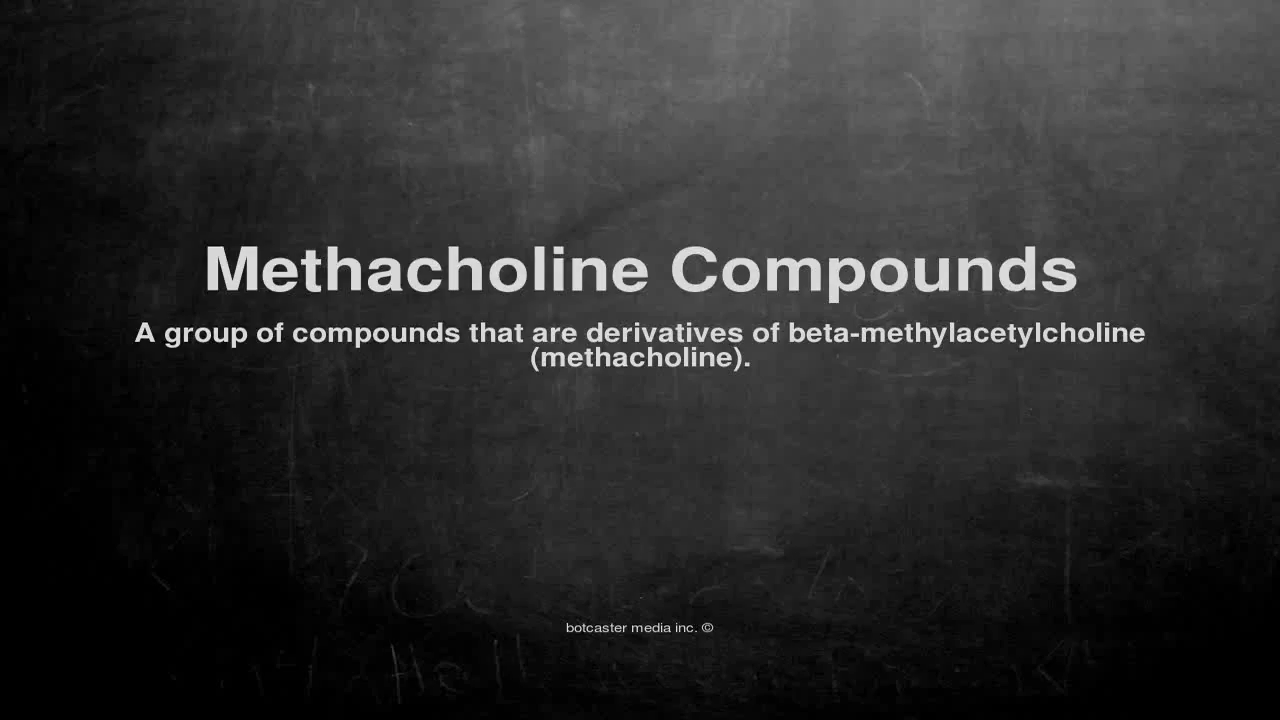 Methacholine Compounds
A group of compounds that are derivatives of beta-methylacetylcholine
(methacholine).
botcaster media inc. ©